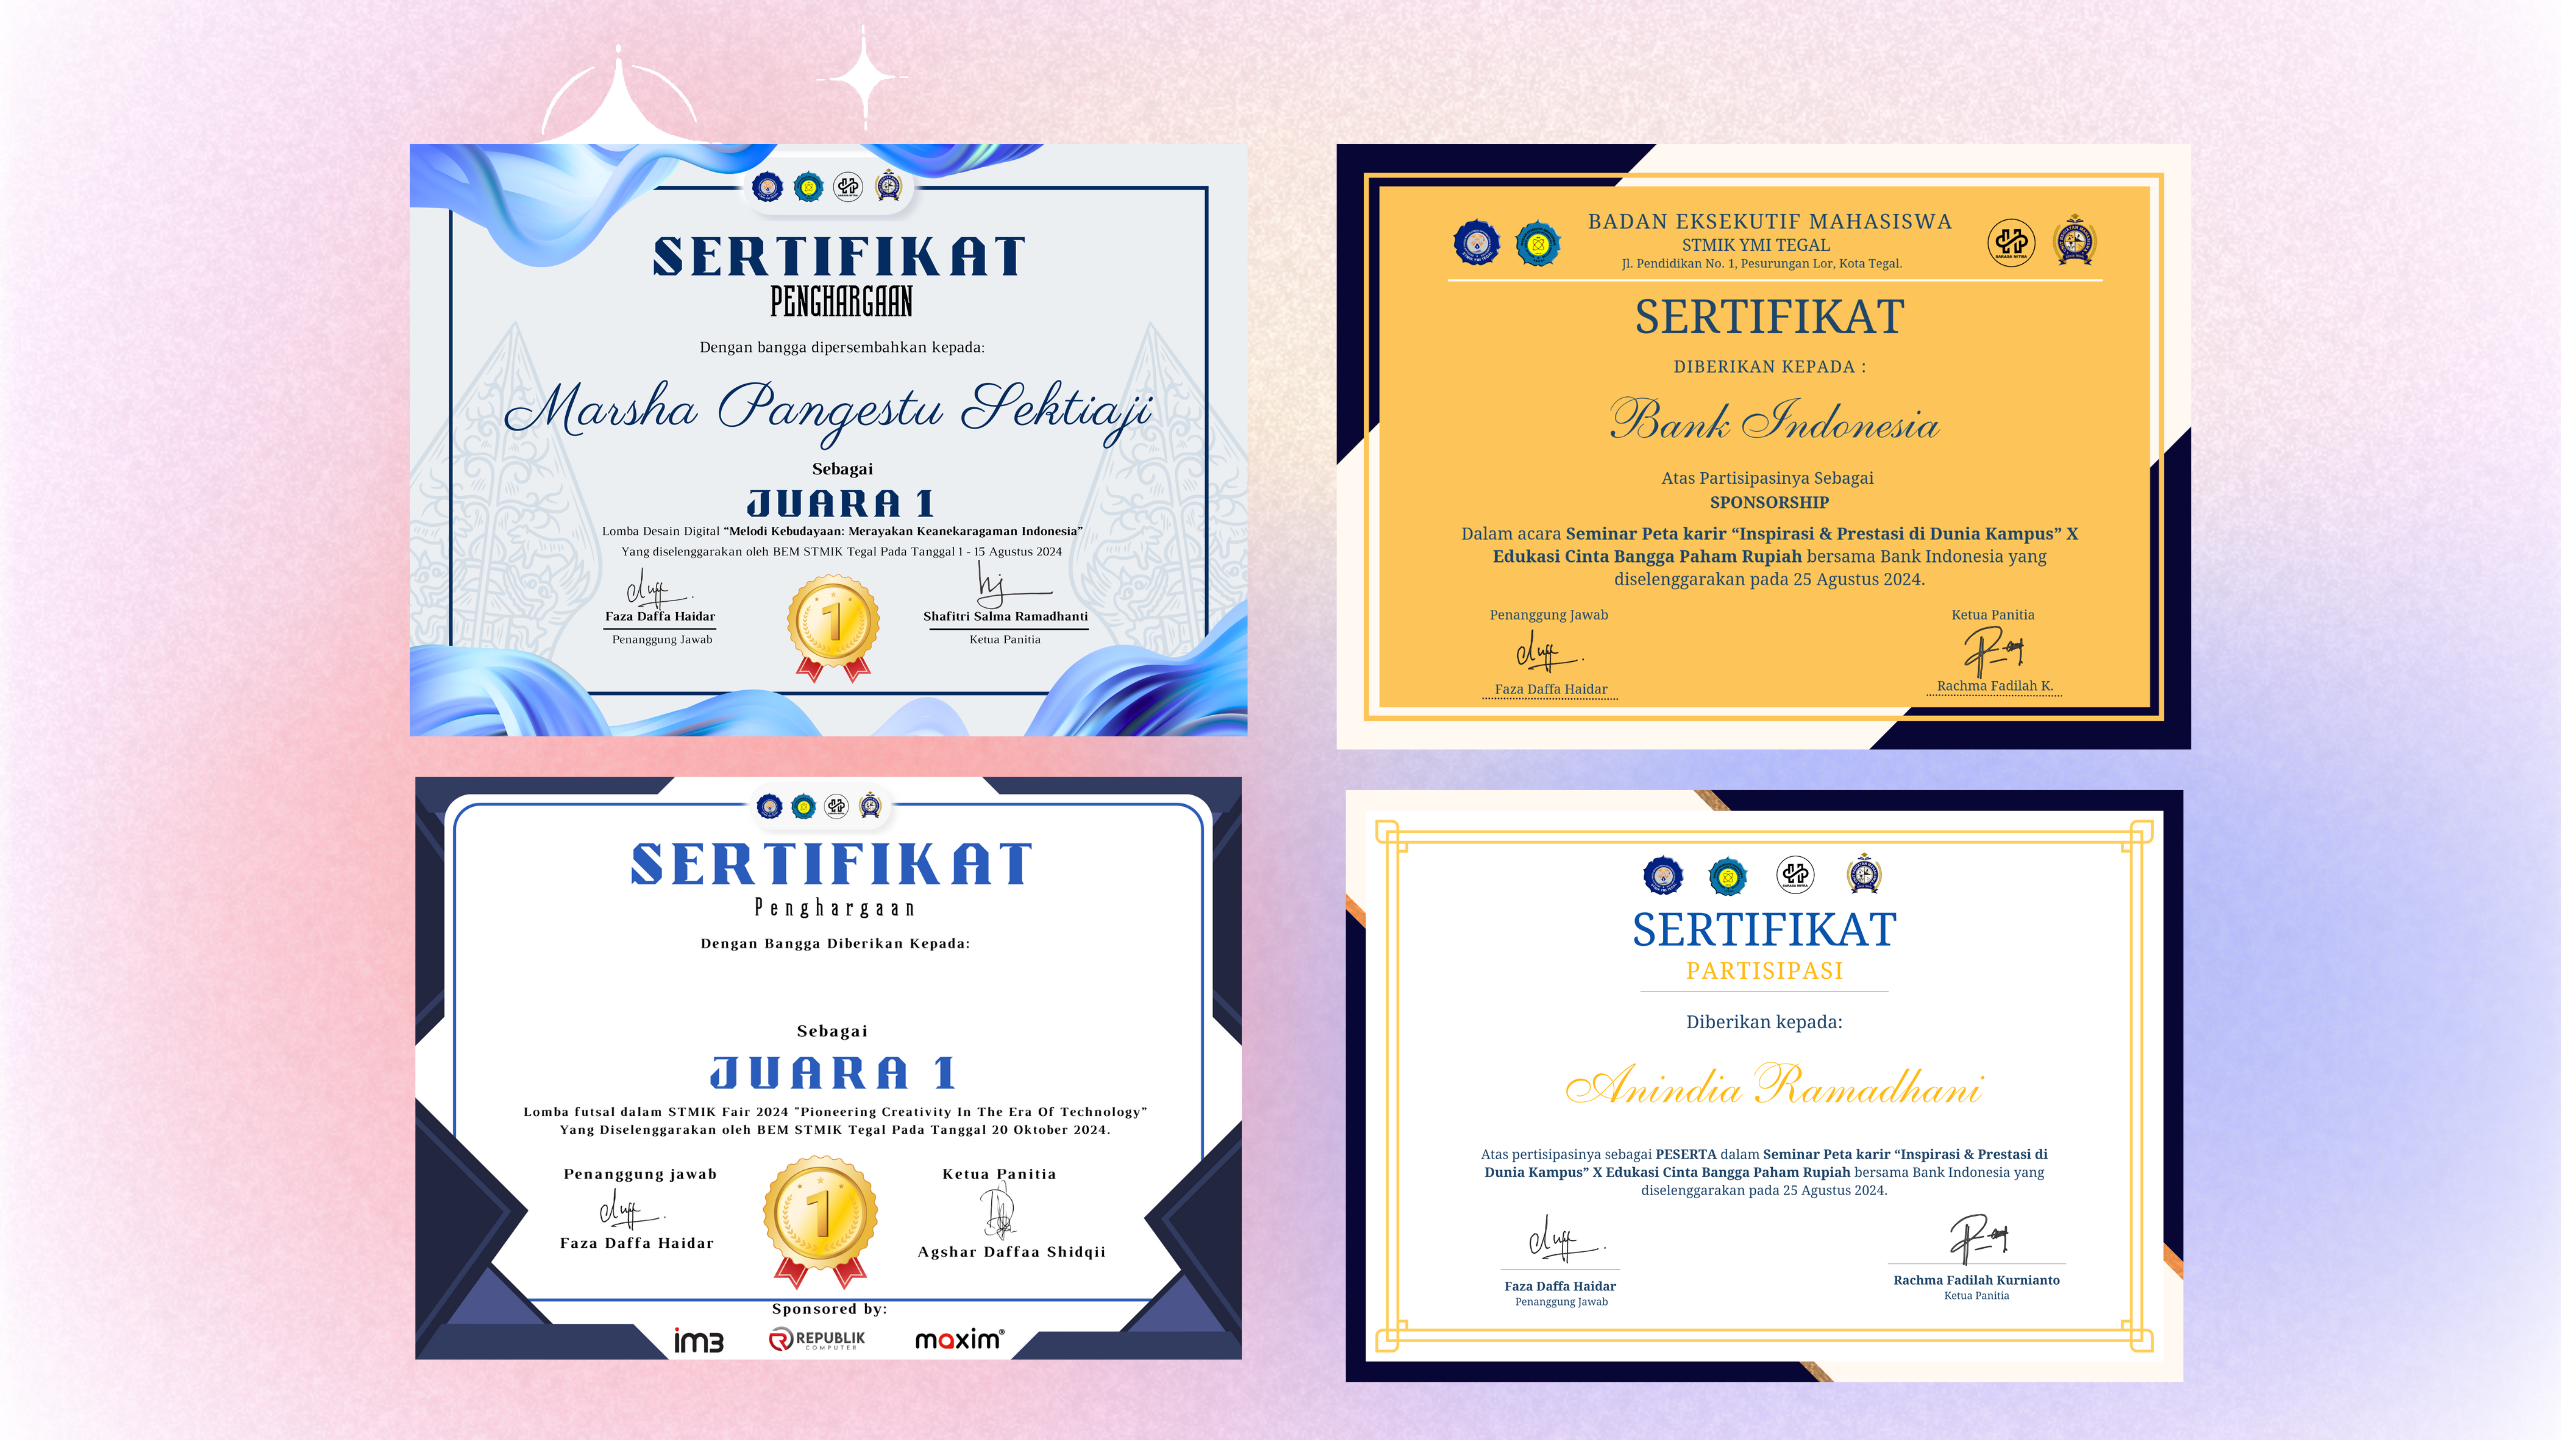 SERTIFIKAT
PENGHARGAAN
Dengan bangga dipersembahkan kepada:
Marsha Pangestu Sektiaji
Sebagai
JUARA 1
Lomba Desain Digital “Melodi Kebudayaan: Merayakan Keanekaragaman Indonesia”
Yang diselenggarakan oleh BEM STMIK Tegal Pada Tanggal 1 - 15 Agustus 2024
Faza Daffa Haidar
Penanggung Jawab
1
Shafitri Salma Ramadhanti
Ketua Panitia
BADAN EKSEKUTIF MAHASISWA
STMIK YMI TEGAL
Jl. Pendidikan No. 1, Pesurungan Lor, Kota Tegal.
SERTIFIKAT
DIBERIKAN KEPADA :
Bank Indonesia
Atas Partisipasinya Sebagai
SPONSORSHIP
Dalam acara Seminar Peta karir “Inspirasi & Prestasi di Dunia Kampus” X
Edukasi Cinta Bangga Paham Rupiah bersama Bank Indonesia yang
diselenggarakan pada 25 Agustus 2024.
Penanggung Jawab
Faza Daffa Haidar
Ketua Panitia
Rachma Fadilah K.
SERTIFIKAT
Penghargaan
Dengan Bangga Diberikan Kepada:
Sebagai
JUARA 1
Lomba futsal dalam STMIK Fair 2024 "Pioneering Creativity In The Era Of Technology”
Yang Diselenggarakan oleh BEM STMIK Tegal Pada Tanggal 20 Oktober 2024.
Penanggung jawab
Faza Daffa Haidar
1
Ketua Panitia
Agshar Daffaa Shidqii
Sponsored by:
im3
REPUBLIK
COMPUTER
maxim®
SERTIFIKAT
PARTISIPASI
Diberikan kepada:
Anindia Ramadhani
Atas pertisipasinya sebagai PESERTA dalam Seminar Peta karir “Inspirasi & Prestasi di
Dunia Kampus” X Edukasi Cinta Bangga Paham Rupiah bersama Bank Indonesia yang
diselenggarakan pada 25 Agustus 2024.
Faza Daffa Haidar
Penanggung Jawab
Rachma Fadilah Kurnianto
Ketua Panitia